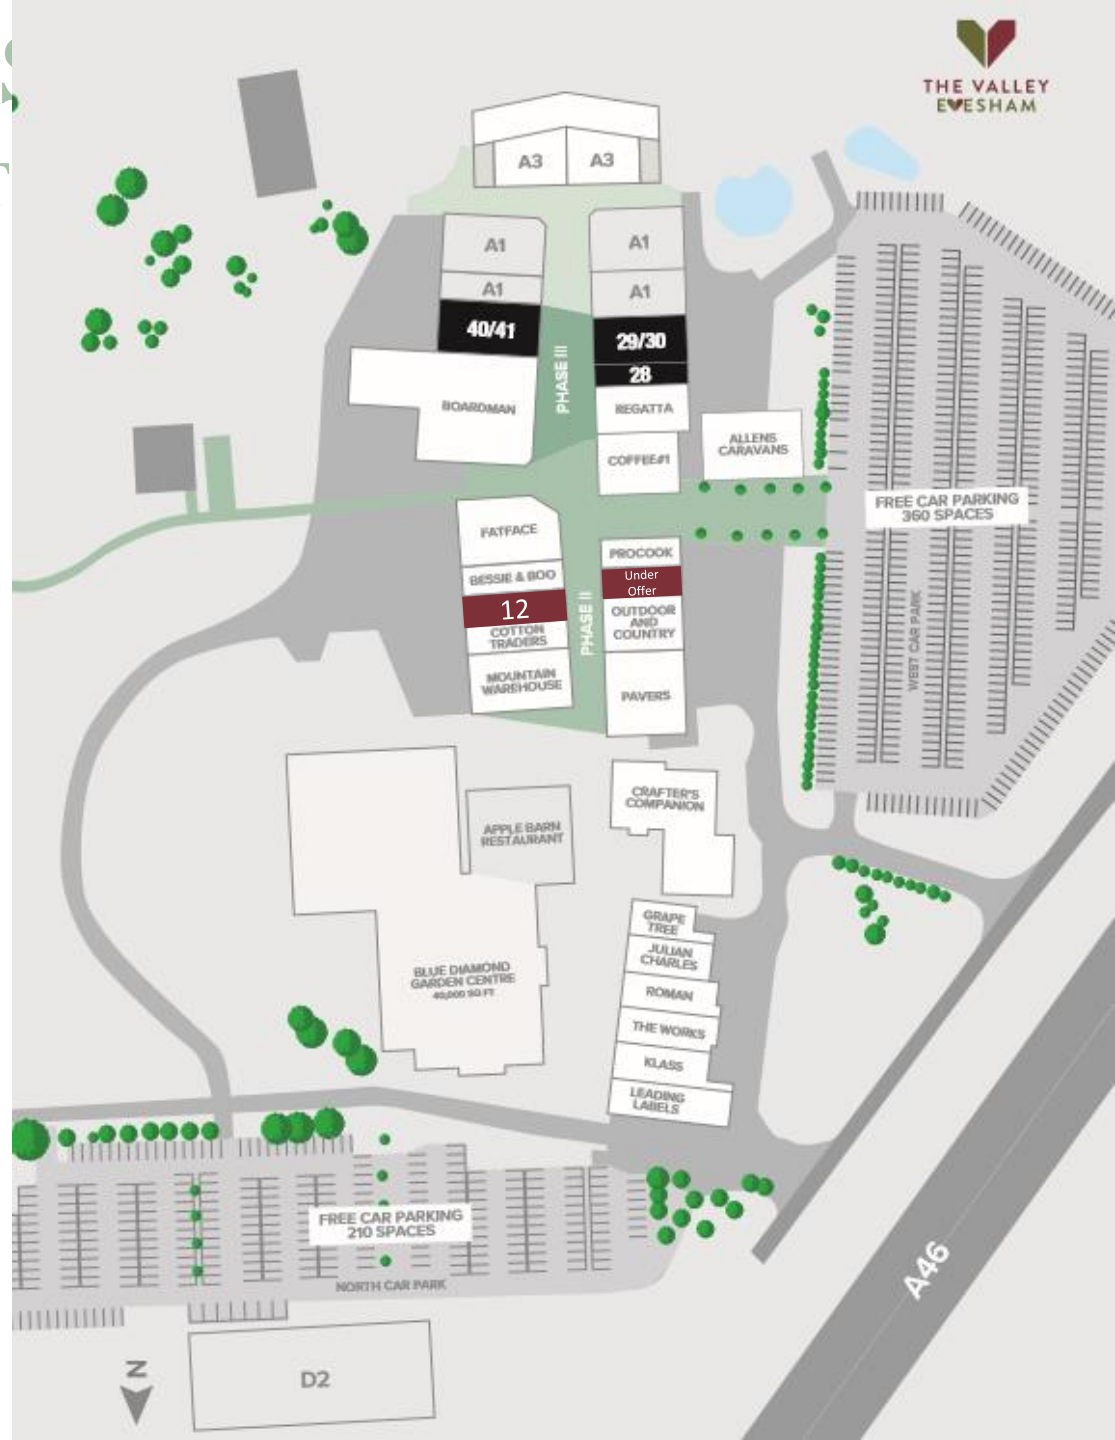 THE VALLEY
EVESHAM
A3
A3
A1
A1
A1
A1
40/41
29/30
28
PHASE III
BOARDMAN
REGATTA
COFFEE#1
ALLENS
CARAVANS
FREE CAR PARKING
360 SPACES
FATFACE
PROCOOK
BESSIE & BOO
Under
Offer
12
PHASE II
OUTDOOR
AND
COUNTRY
COTTON
TRADERS
WEST CAR PARK
MOUNTAIN
WAREHOUSE
PAVERS
CRAFTER'S
COMPANION
APPLE BARN
RESTAURANT
GRAPE
TREE
JULIAN
CHARLES
BLUE DIAMOND
GARDEN CENTRE
40,000 SQ FT
ROMAN
THE WORKS
KLASS
LEADING
LABELS
FREE CAR PARKING
210 SPACES
NORTH CAR PARK
A46
N
D2